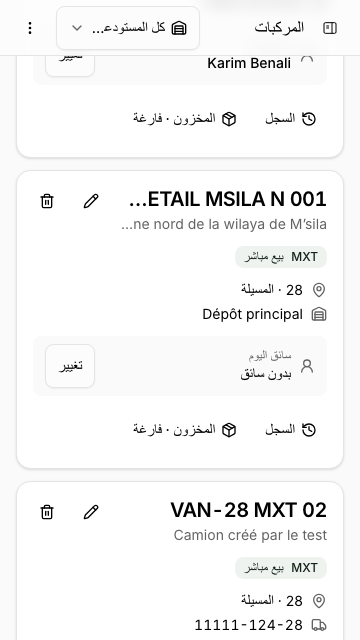 المركبات
كل المستودعـ...
Karim Benali
تغيير
السجل
المخزون · فارغة
...ETAIL MSILA N 001
...ne nord de la wilaya de M’sila
MXT بيع مباشر
28 · المسيلة
Dépôt principal
سائق اليوم
بدون سائق
تغيير
السجل
المخزون · فارغة
VAN-28 MXT 02
Camion créé par le test
MXT بيع مباشر
28 · المسيلة
11111-124-28